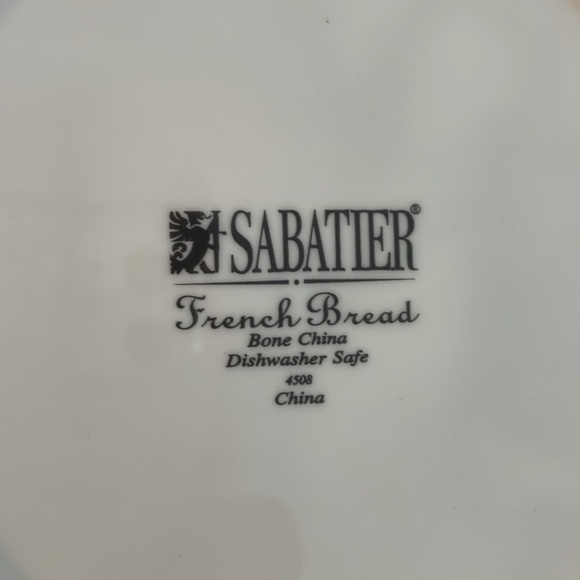 SABATIER®
French Bread
Bone China
Dishwasher Safe
4508
China